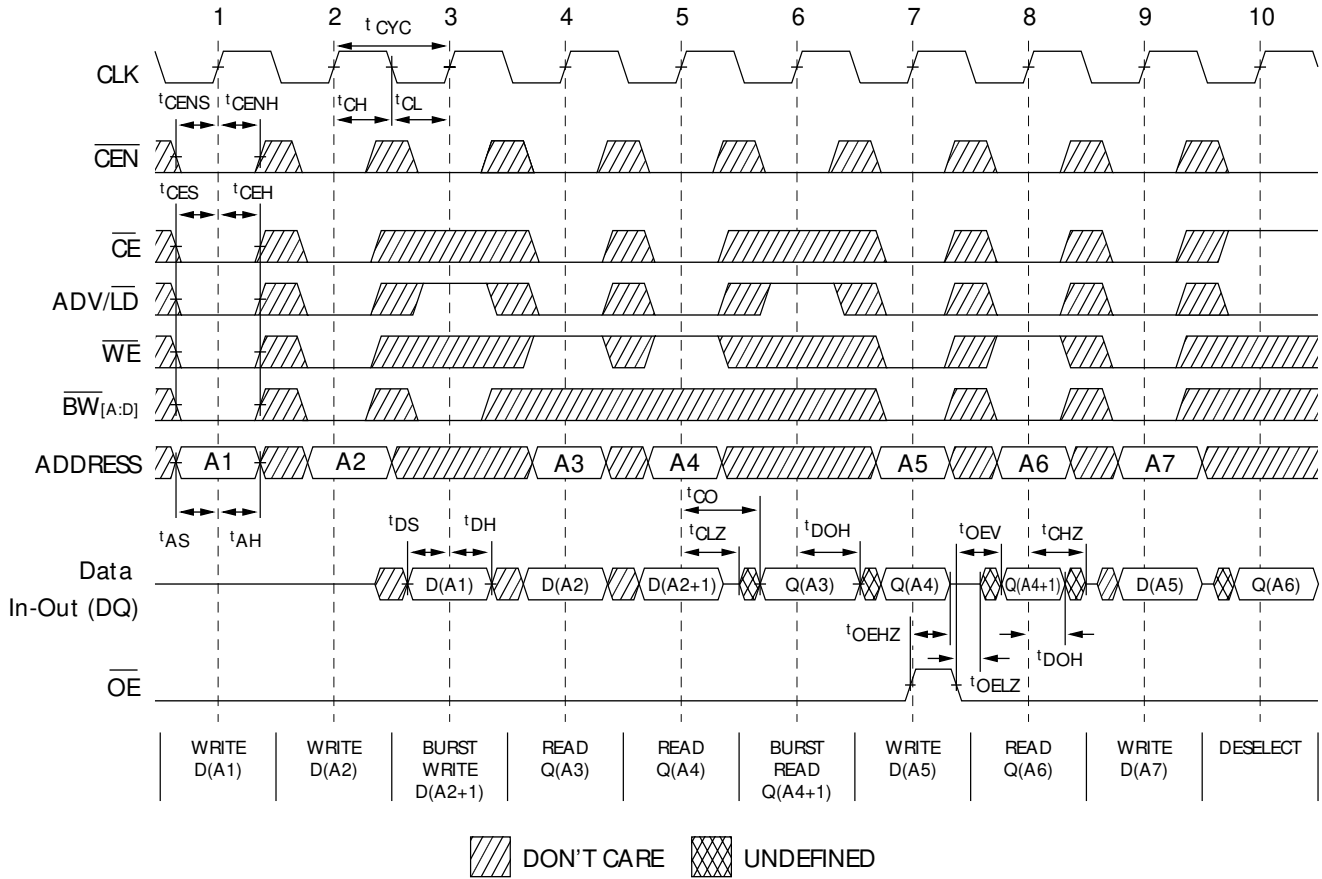 1 2 3 4 5 6 7 8 9 10
tCYC
CLK
tCENS tCENH tCH tCL
CEN
tCES tCEH
CE
ADV/LD
WE
BW[A:D]
ADDRESS A1 A2 A3 A4 A5 A6 A7
tCO
tAS tAH tDS tDH tCLZ tDOH tOEV tCHZ
Data
In-Out (DQ)
D(A1) D(A2) D(A2+1) Q(A3) Q(A4) Q(A4+1) D(A5) Q(A6)
tOEHZ tDOH
tOELZ
OE
WRITE
D(A1)
WRITE
D(A2)
BURST
WRITE
D(A2+1)
READ
Q(A3)
READ
Q(A4)
BURST
READ
Q(A4+1)
WRITE
D(A5)
READ
Q(A6)
WRITE
D(A7)
DESELECT
DON'T CARE UNDEFINED